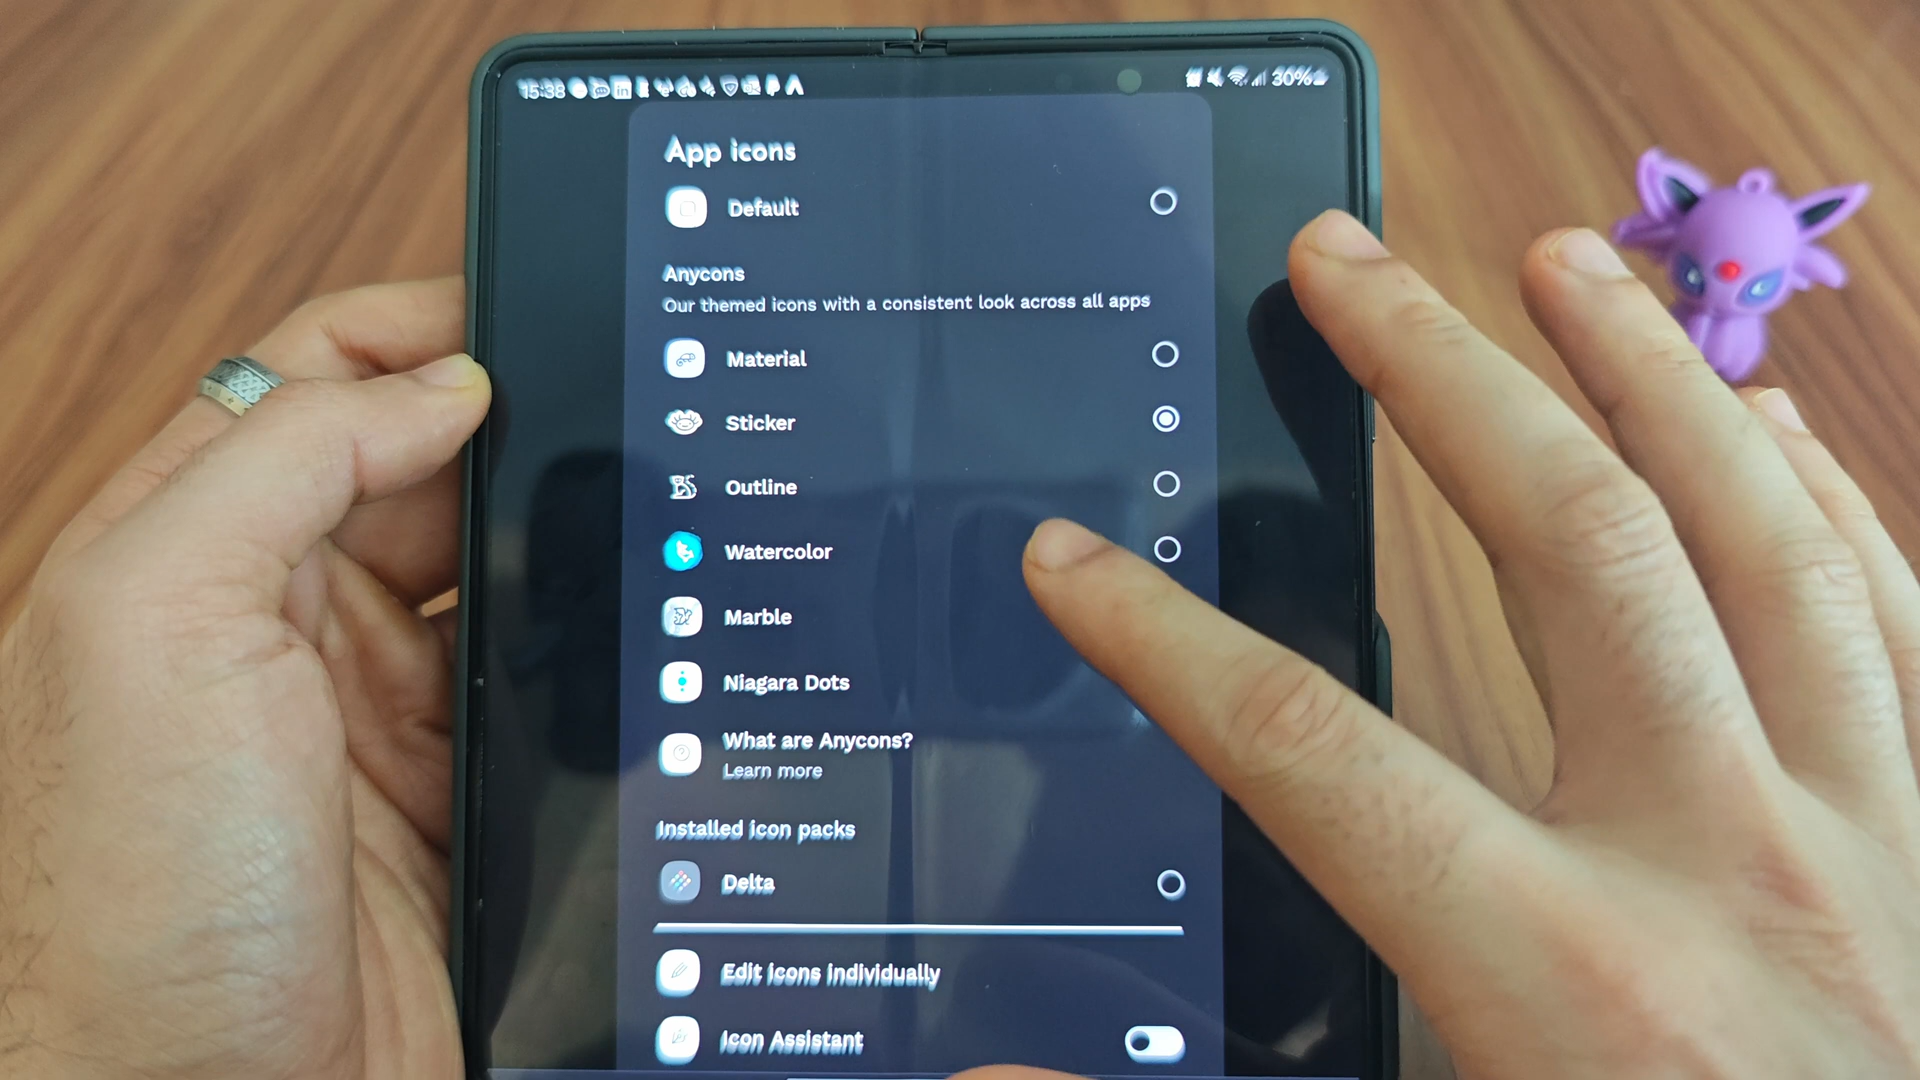 15:38
in
30%
App icons
Default
Anycons
Our themed icons with a consistent look across all apps
Material
Sticker
Outline
Watercolor
Marble
Niagara Dots
What are Anycons?
Learn more
Installed icon packs
Delta
Edit icons individually
Icon Assistant